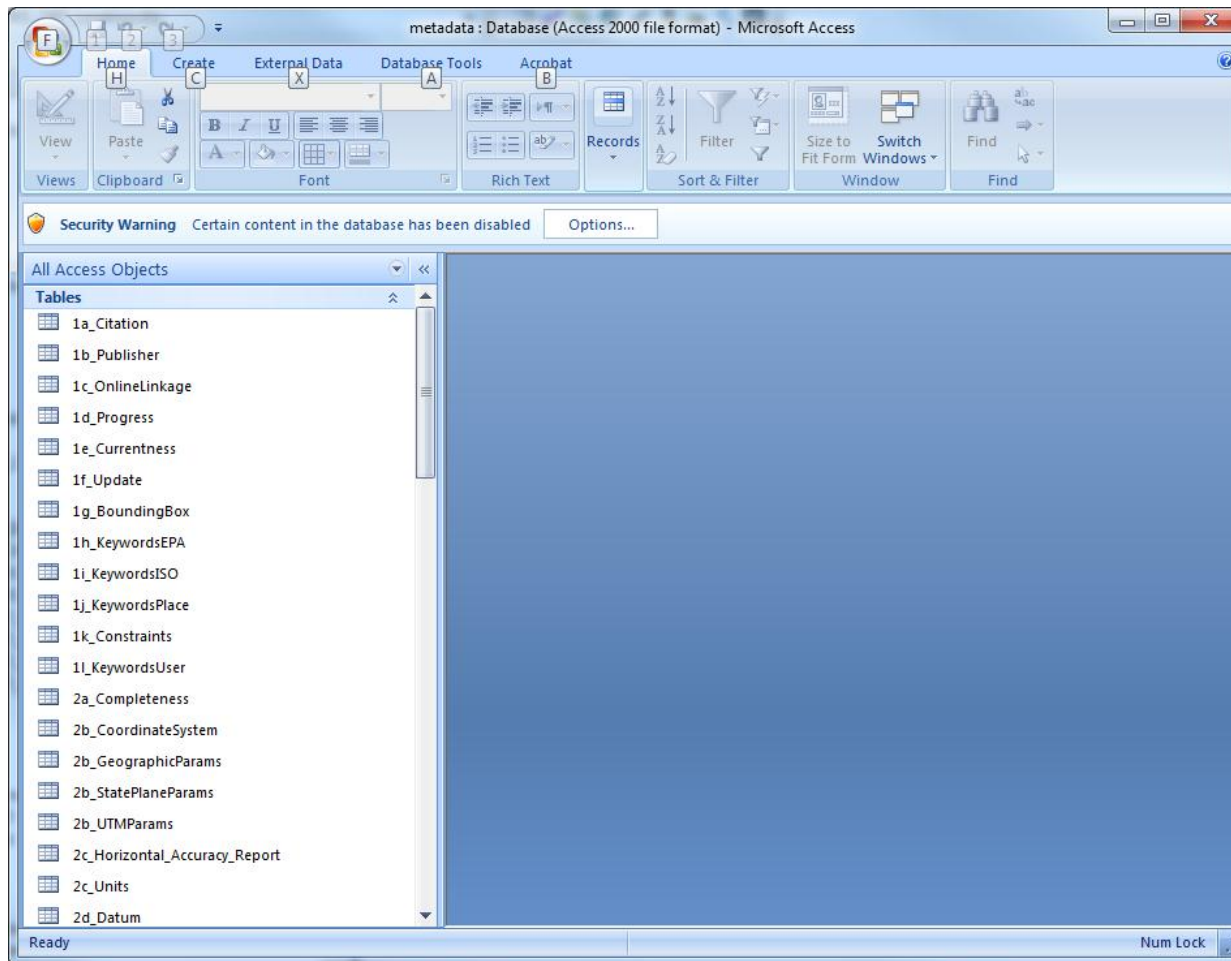 metadata : Database (Access 2000 file format) - Microsoft Access
F 1 2 3
Home Create External Data Database Tools Acrobat
H C X A B
View Paste B I U Records Filter Size to Fit Form Switch Windows Find
Views Clipboard Font Rich Text Sort & Filter Window Find
Security Warning Certain content in the database has been disabled Options...
All Access Objects
Tables
1a_Citation
1b_Publisher
1c_OnlineLinkage
1d_Progress
1e_Currentness
1f_Update
1g_BoundingBox
1h_KeywordsEPA
1i_KeywordsISO
1j_KeywordsPlace
1k_Constraints
1l_KeywordsUser
2a_Completeness
2b_CoordinateSystem
2b_GeographicParams
2b_StatePlaneParams
2b_UTMParams
2c_Horizontal_Accuracy_Report
2c_Units
2d_Datum
Ready Num Lock